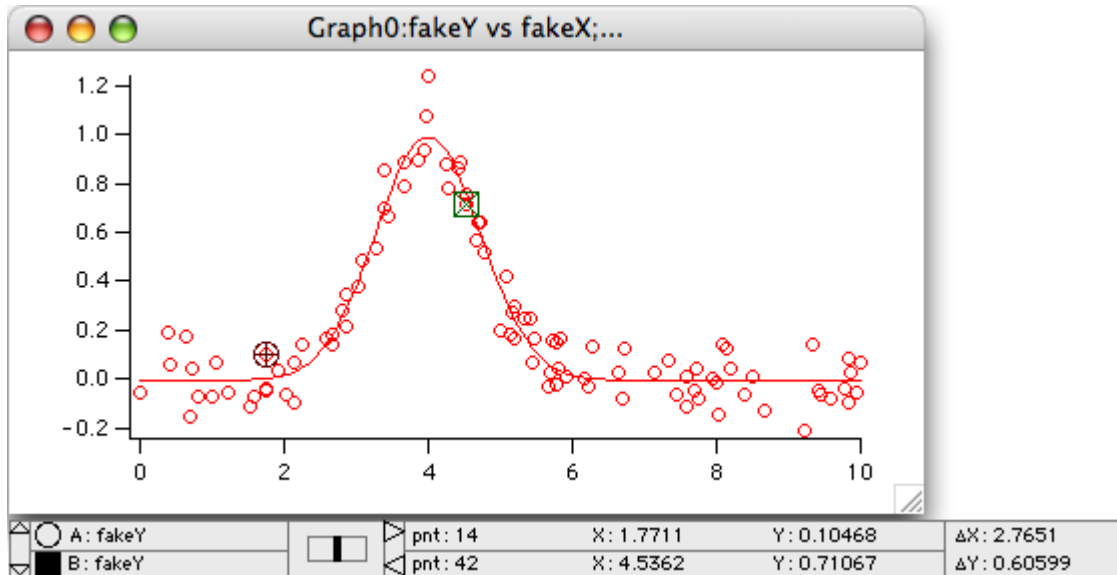 Graph0:fakeY vs fakeX;...
1.2
1.0
0.8
0.6
0.4
0.2
0.0
-0.2
0 2 4 6 8 10
A: fakeY pnt: 14 X: 1.7711 Y: 0.10468 ΔX: 2.7651
B: fakeY pnt: 42 X: 4.5362 Y: 0.71067 ΔY: 0.60599